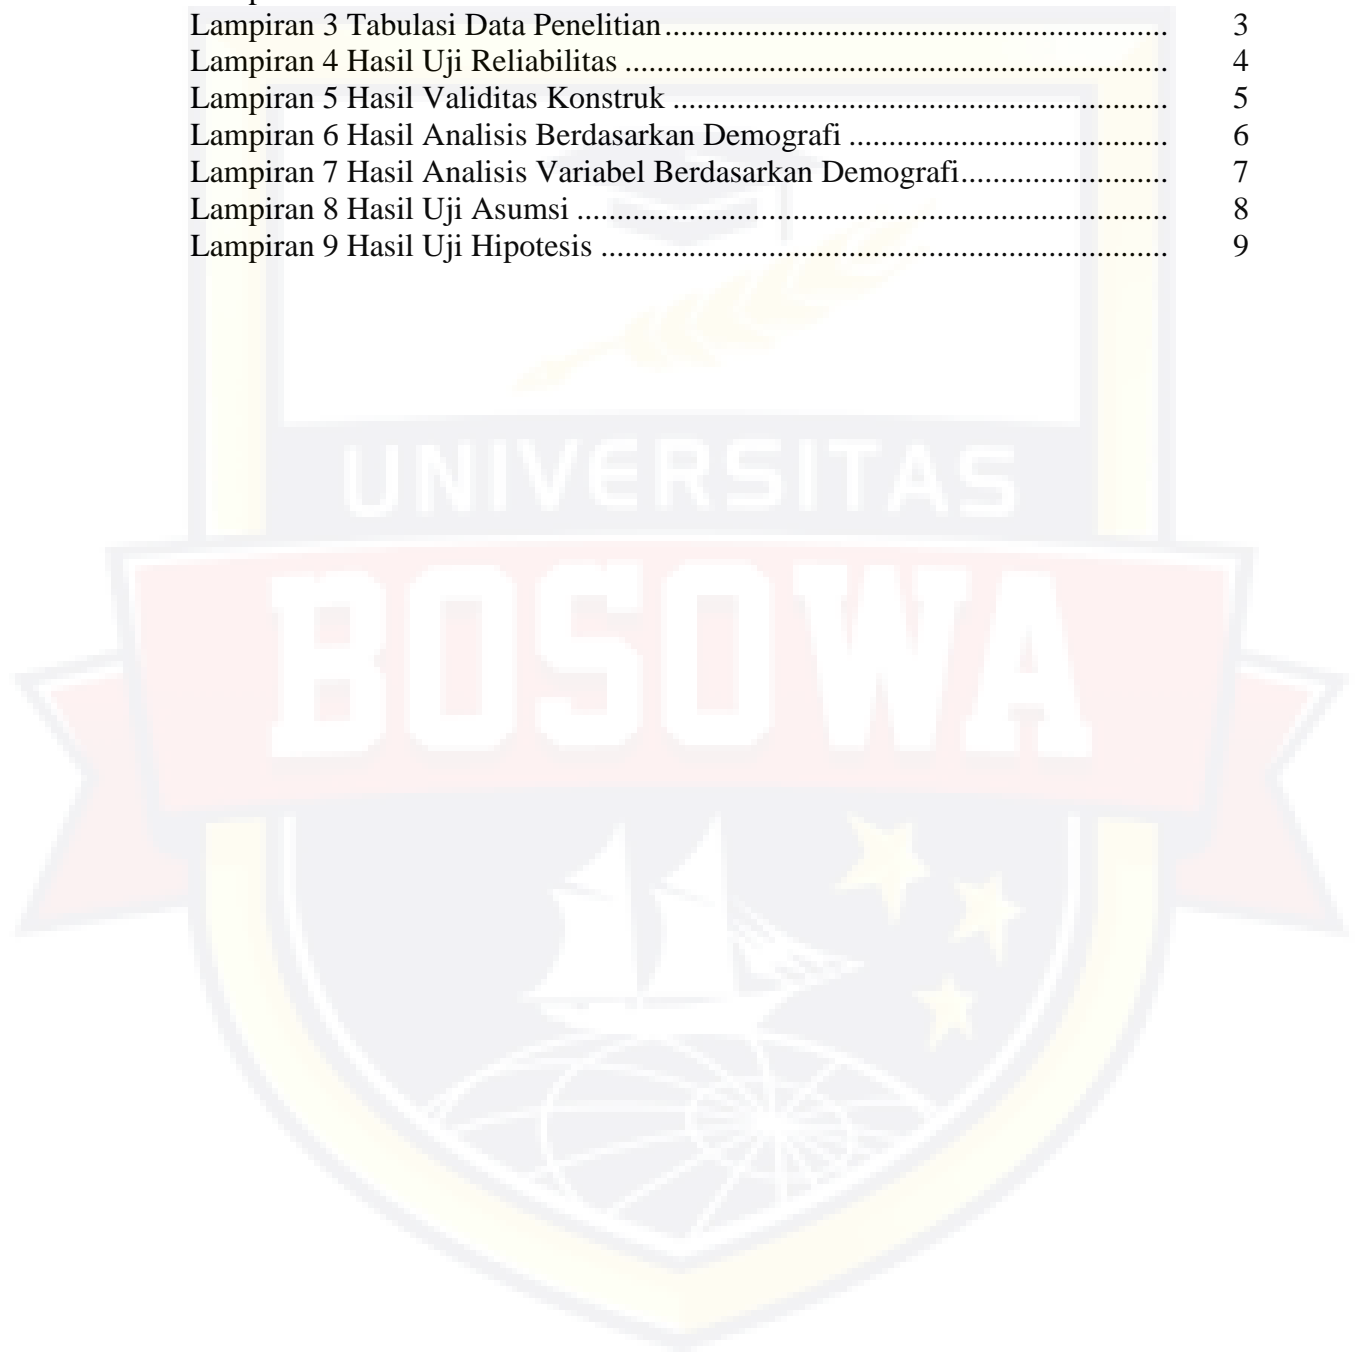 Lampiran 3 Tabulasi Data Penelitian............................................................... 3
Lampiran 4 Hasil Uji Reliabilitas .................................................................... 4
Lampiran 5 Hasil Validitas Konstruk .............................................................. 5
Lampiran 6 Hasil Analisis Berdasarkan Demografi ........................................ 6
Lampiran 7 Hasil Analisis Variabel Berdasarkan Demografi.......................... 7
Lampiran 8 Hasil Uji Asumsi .......................................................................... 8
Lampiran 9 Hasil Uji Hipotesis ....................................................................... 9
UNIVERSITAS
BOSOWA